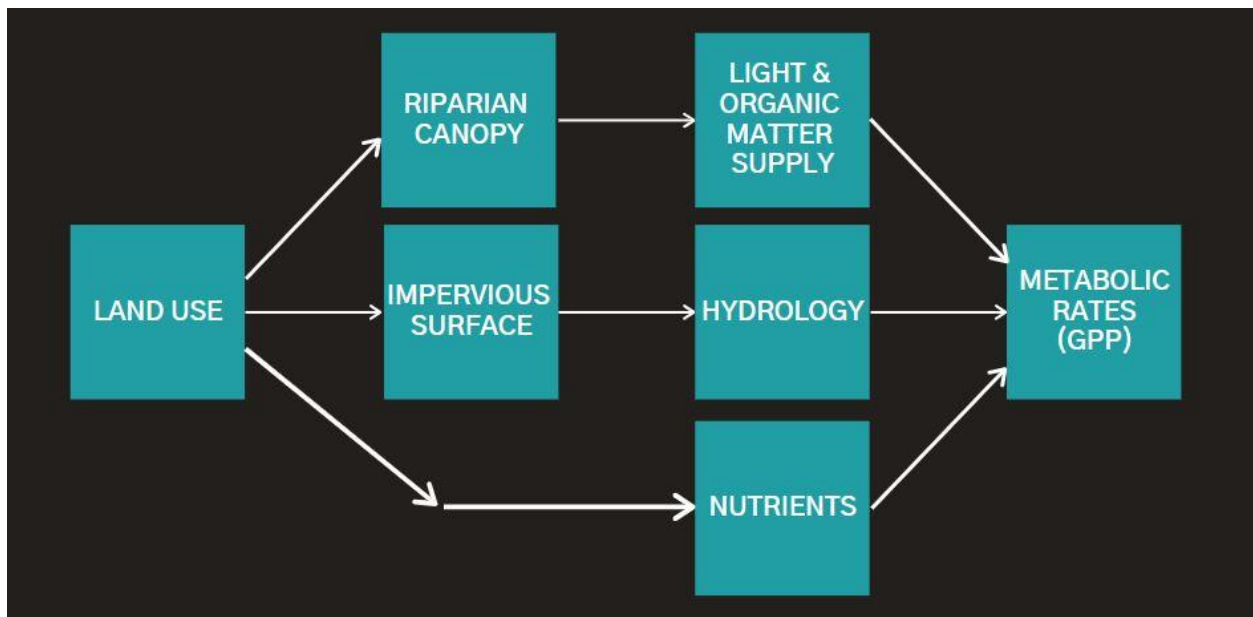 RIPARIAN
CANOPY
LIGHT &
ORGANIC
MATTER
SUPPLY
LAND USE
IMPERVIOUS
SURFACE
HYDROLOGY
METABOLIC
RATES
(GPP)
NUTRIENTS